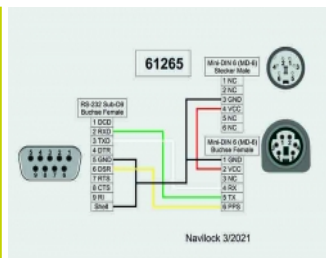 61265
Mini-DIN 6 (MD-6)
Stecker Male
1 NC
2 NC
3 GND
4 VCC
5 NC
6 NC
RS-232 Sub-D9
Buchse Female
1 DCD
2 RXD
3 TXD
4 DTR
5 GND
6 DSR
7 RTS
8 CTS
9 RI
Shell
Mini-DIN 6 (MD-6)
Buchse Female
1 GND
2 VCC
3 NC
4 RX
5 TX
6 PPS
Navilock 3/2021